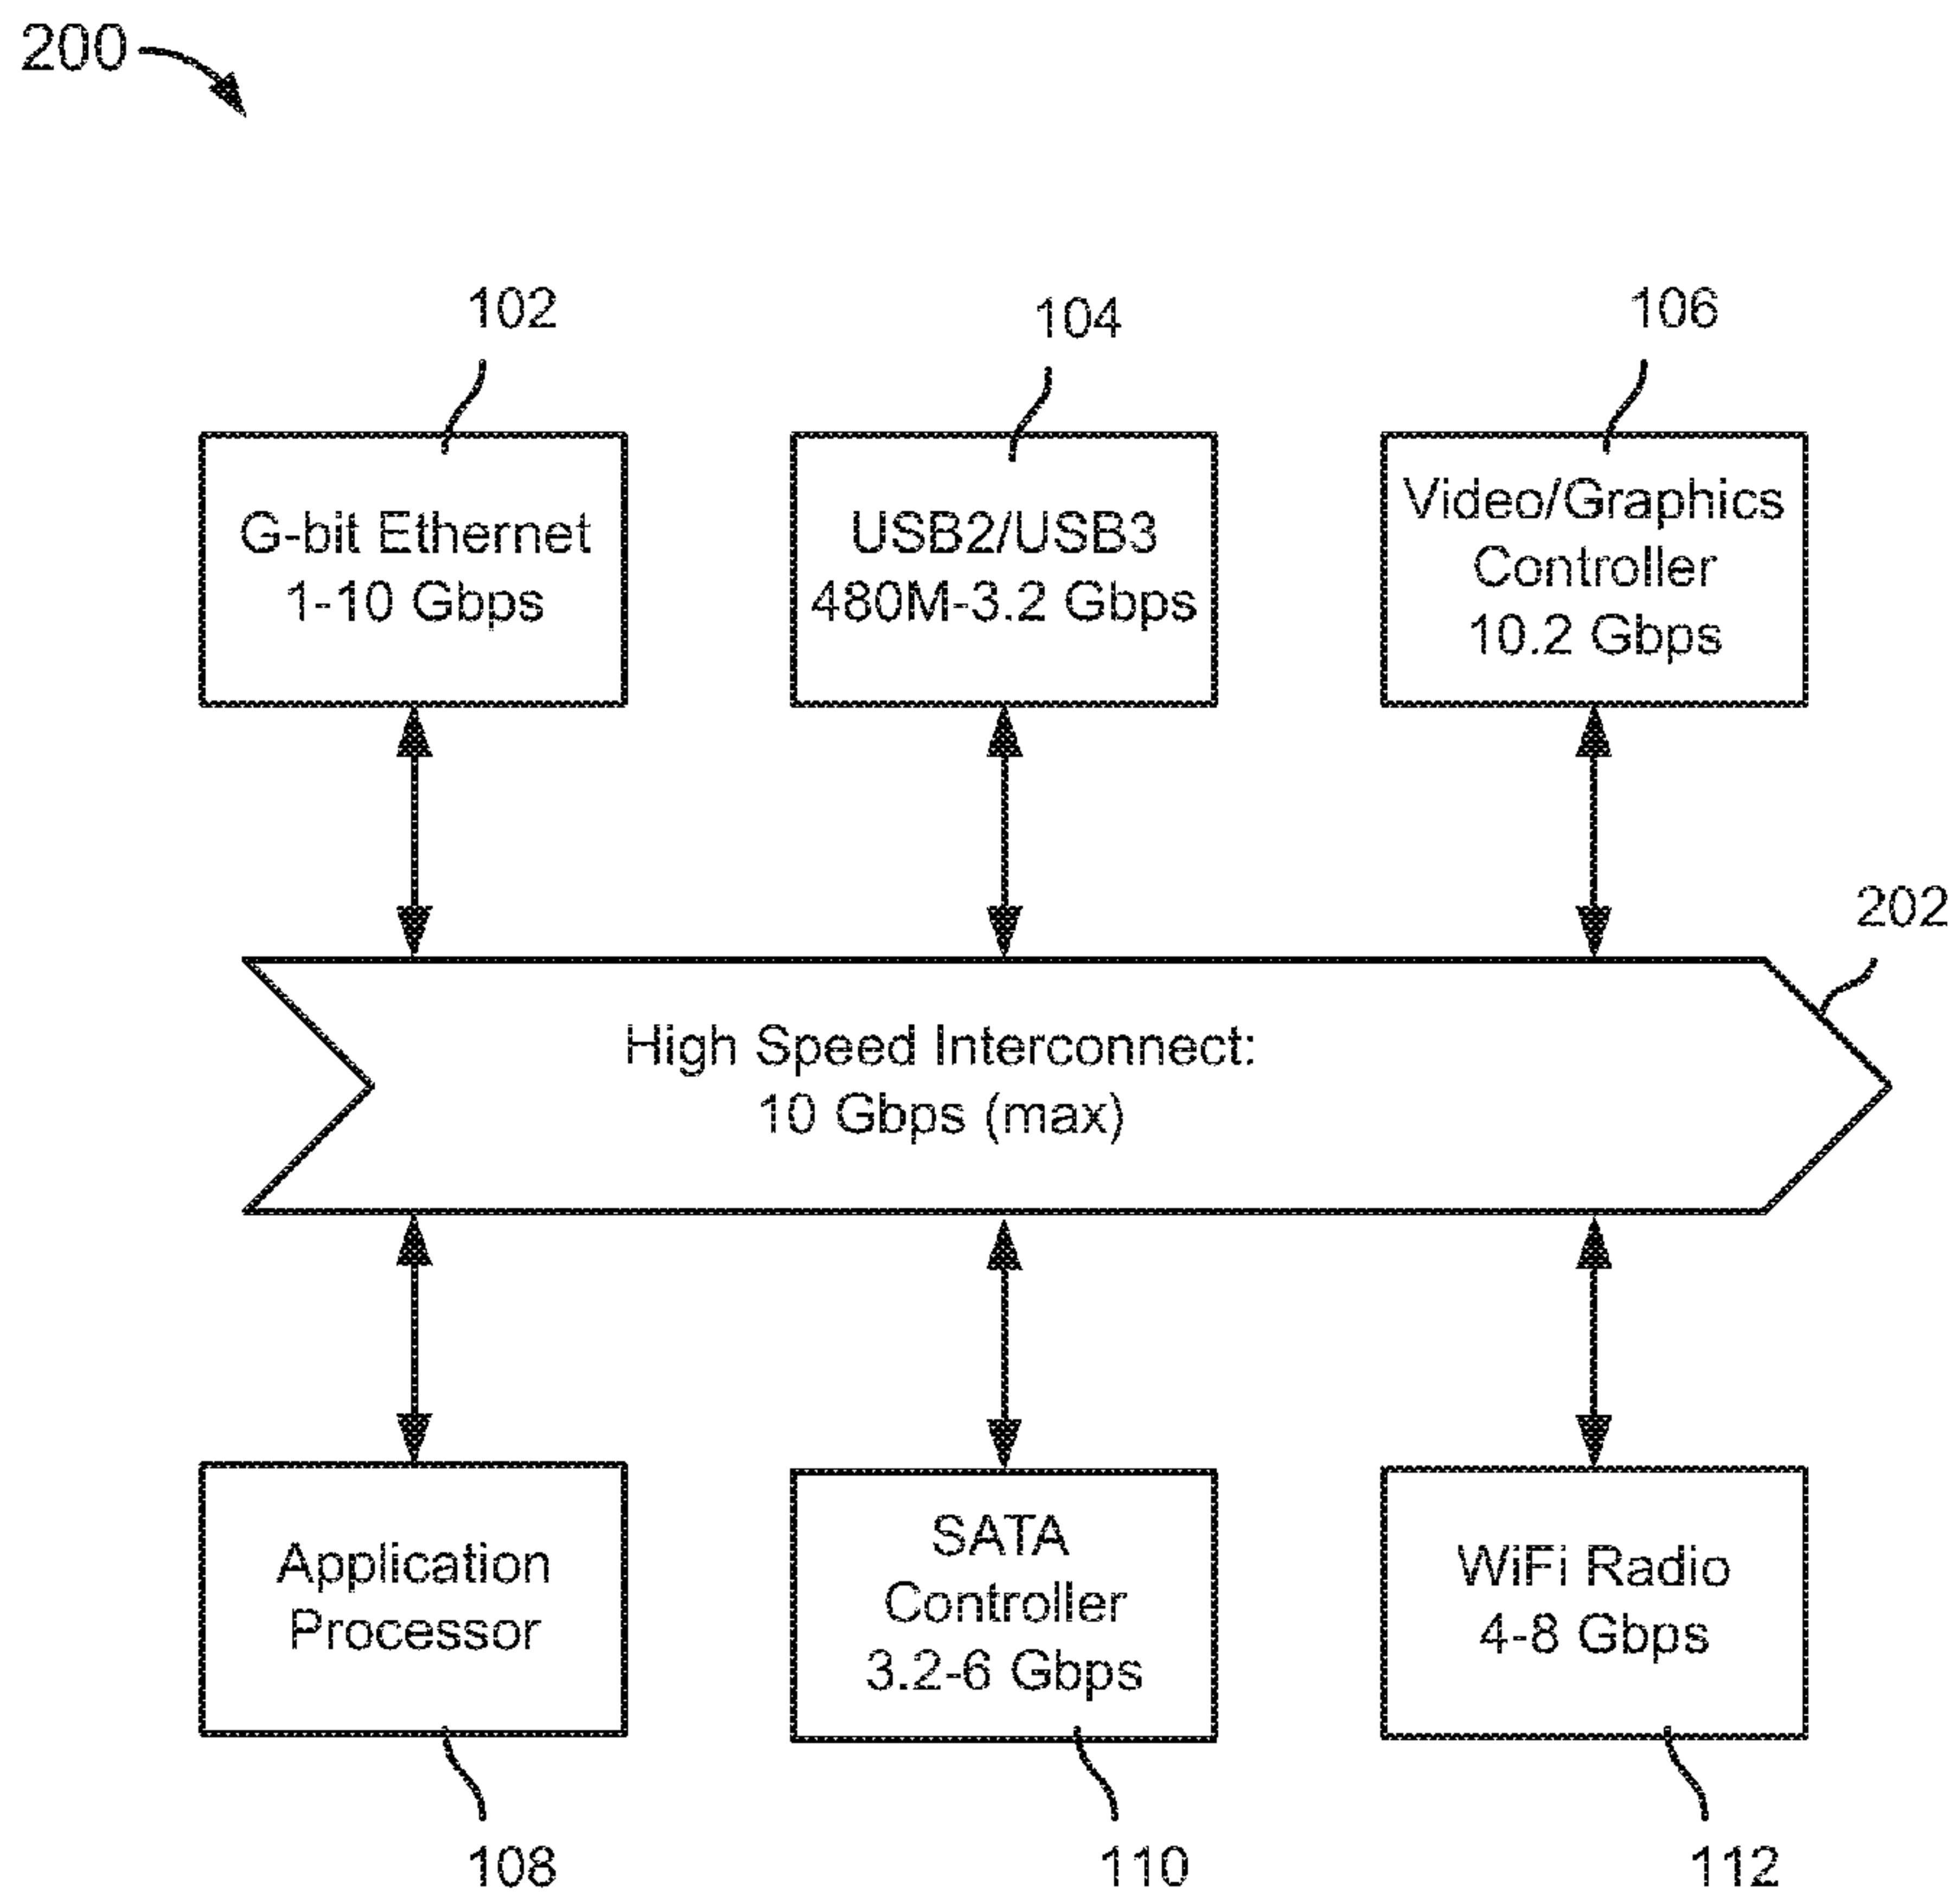 200
102
104
106
G-bit Ethernet
1-10 Gbps
USB2/USB3
480M-3.2 Gbps
Video/Graphics
Controller
10.2 Gbps
202
High Speed Interconnect:
10 Gbps (max)
Application
Processor
SATA
Controller
3.2-6 Gbps
WiFi Radio
4-8 Gbps
108
110
112